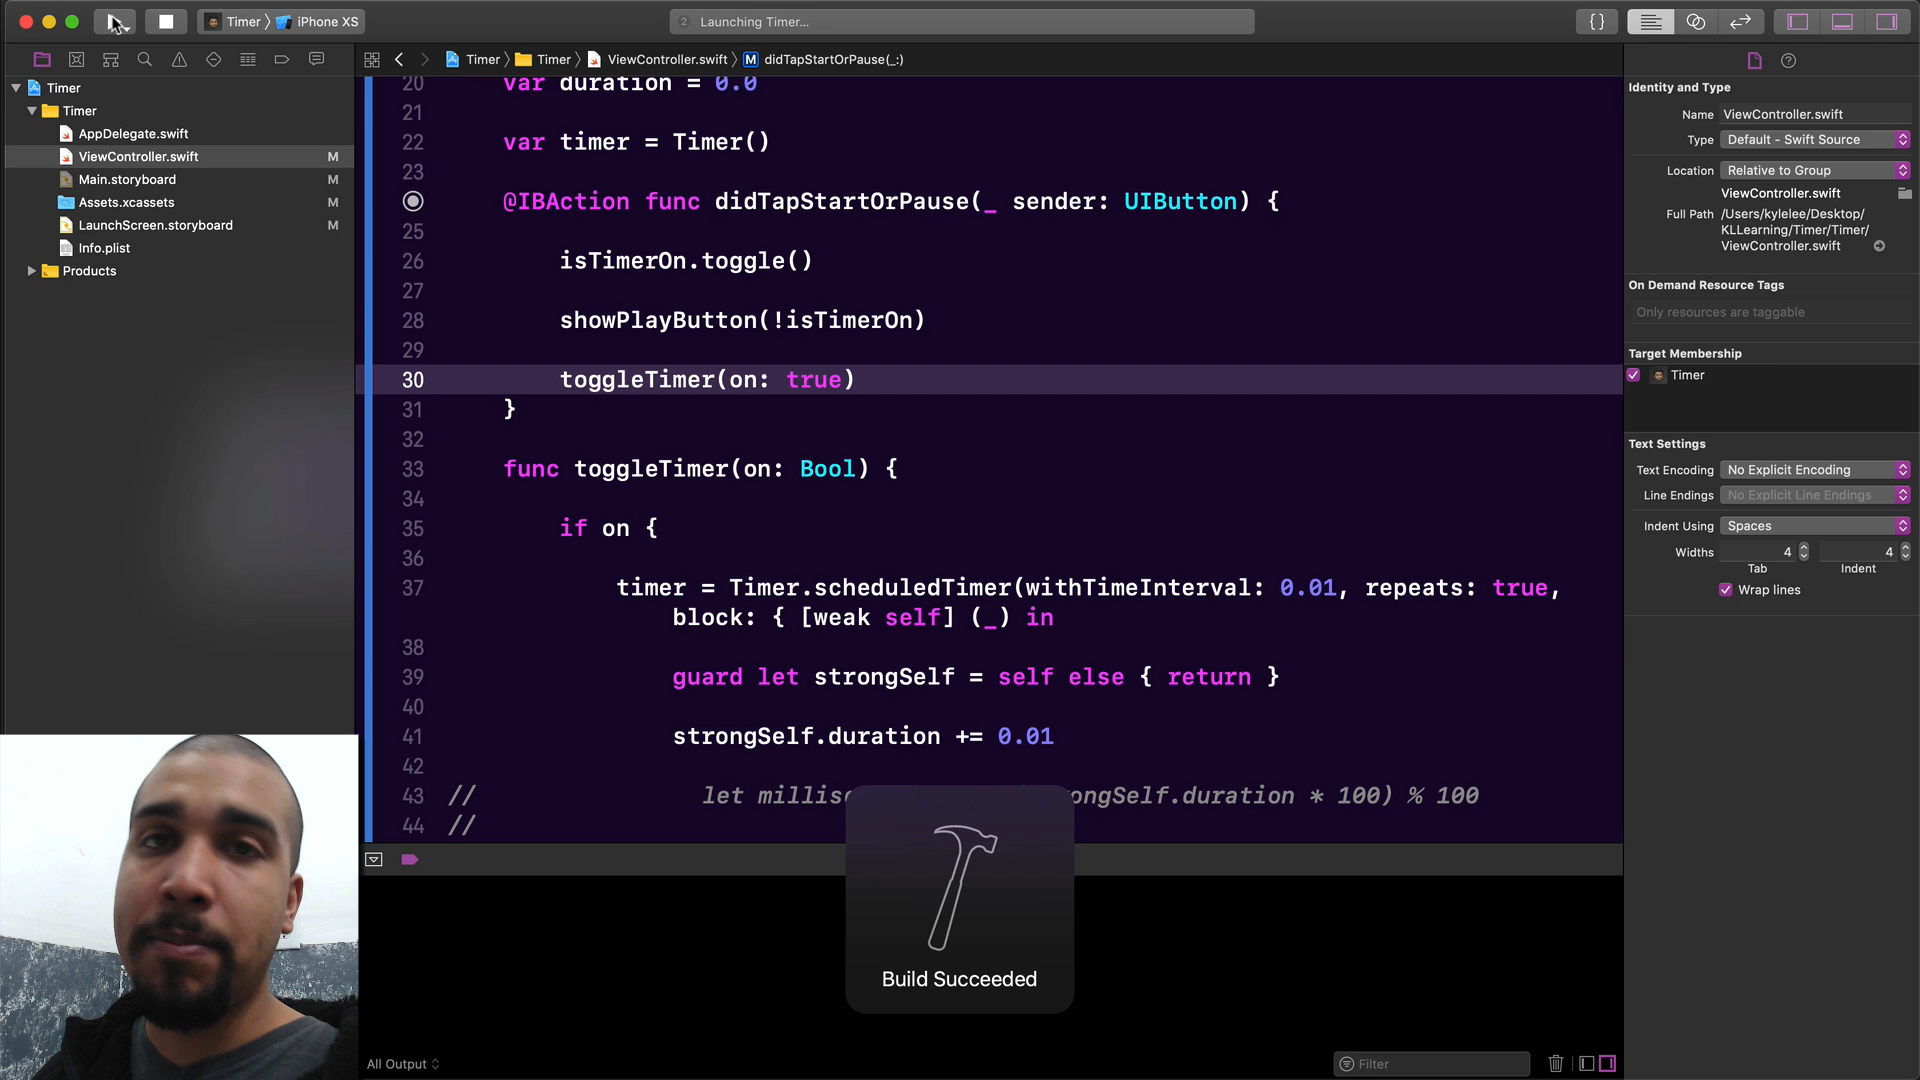 Timer
iPhone XS
2
Launching Timer...
{}
Timer
Timer
ViewController.swift
M
didTapStartOrPause(_:)
Timer
Timer
AppDelegate.swift
ViewController.swift
M
Main.storyboard
M
Assets.xcassets
M
LaunchScreen.storyboard
M
Info.plist
Products
20 var duration = 0.0
21
22 var timer = Timer()
23
@IBAction func didTapStartOrPause(_ sender: UIButton) {
25
26 isTimerOn.toggle()
27
28 showPlayButton(!isTimerOn)
29
30 toggleTimer(on: true)
31 }
32
33 func toggleTimer(on: Bool) {
34
35 if on {
36
37 timer = Timer.scheduledTimer(withTimeInterval: 0.01, repeats: true,
block: { [weak self] (_) in
38
39 guard let strongSelf = self else { return }
40
41 strongSelf.duration += 0.01
42
43 // let millis ongSelf.duration * 100) % 100
44 //
Build Succeeded
All Output
Filter
Identity and Type
Name ViewController.swift
Type Default - Swift Source
Location Relative to Group
ViewController.swift
Full Path /Users/kylelee/Desktop/
KLLearning/Timer/Timer/
ViewController.swift
On Demand Resource Tags
Only resources are taggable
Target Membership
Timer
Text Settings
Text Encoding No Explicit Encoding
Line Endings No Explicit Line Endings
Indent Using Spaces
Widths 4 4
Tab Indent
Wrap lines